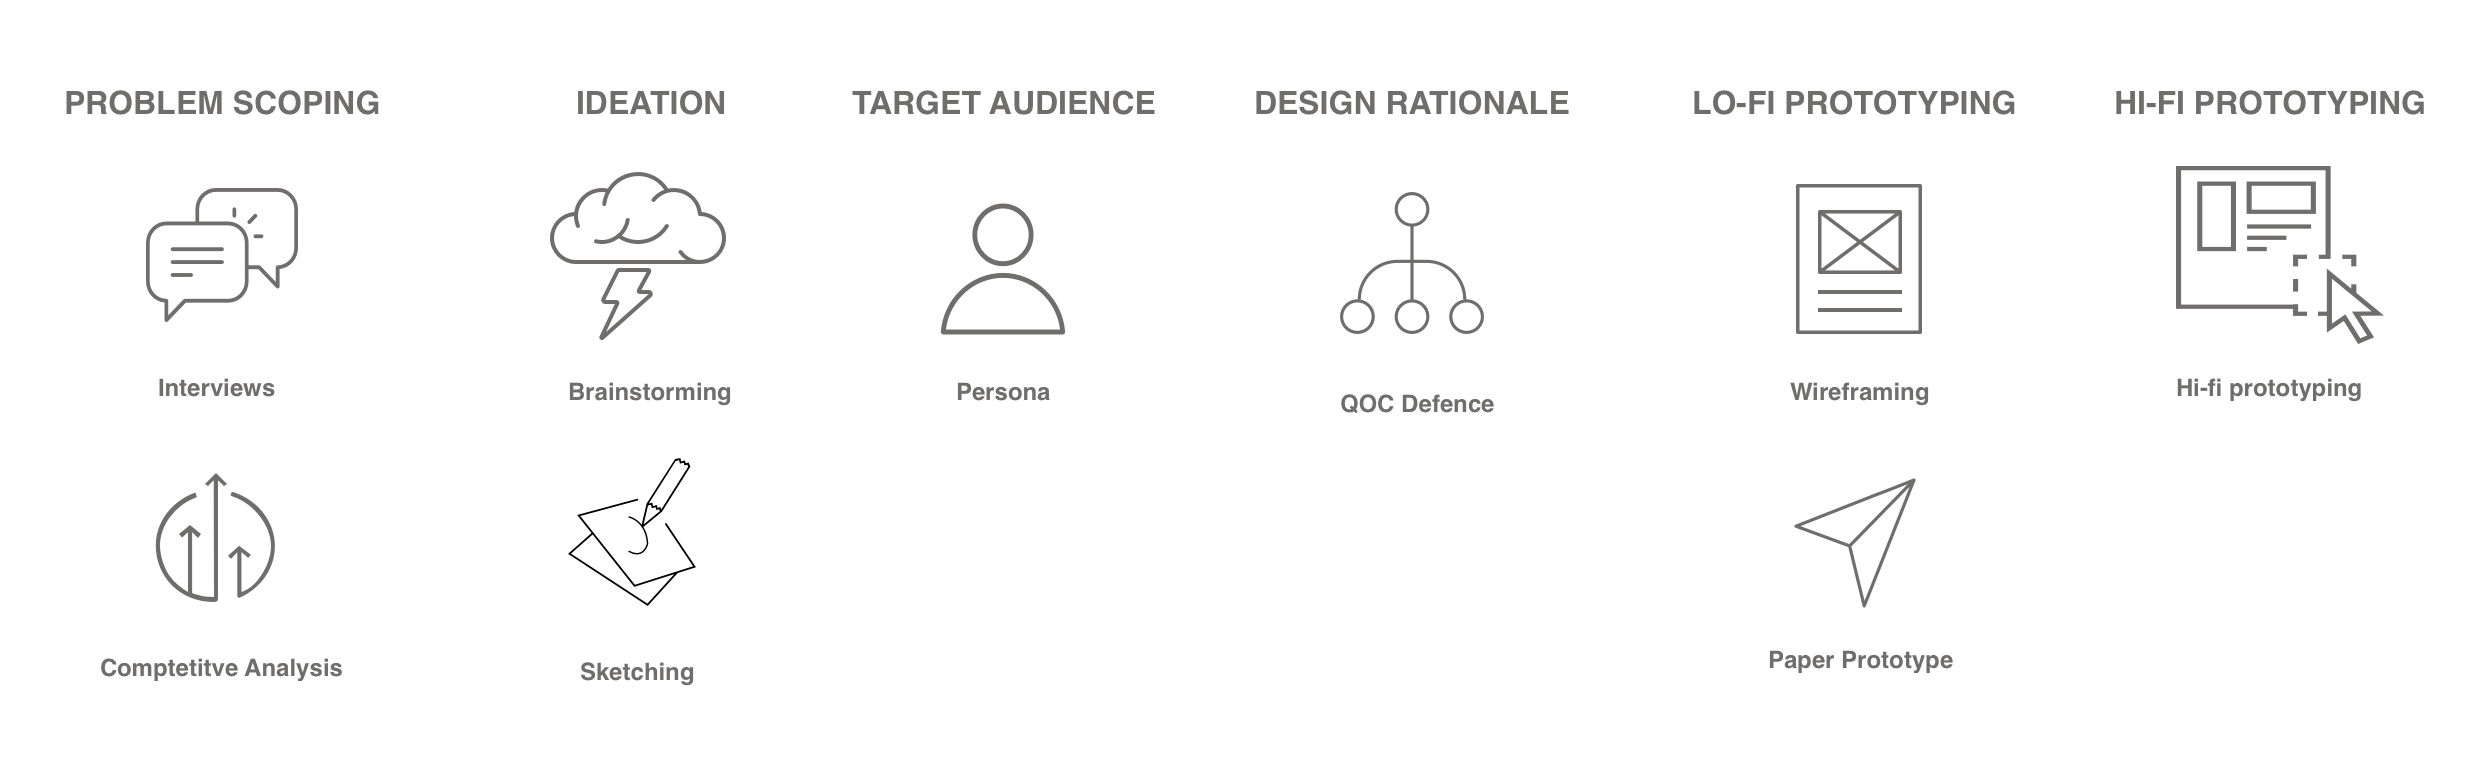 PROBLEM SCOPING
IDEATION
TARGET AUDIENCE
DESIGN RATIONALE
LO-FI PROTOTYPING
HI-FI PROTOTYPING
Interviews
Brainstorming
Persona
QOC Defence
Wireframing
Hi-fi prototyping
Comptetitve Analysis
Sketching
Paper Prototype